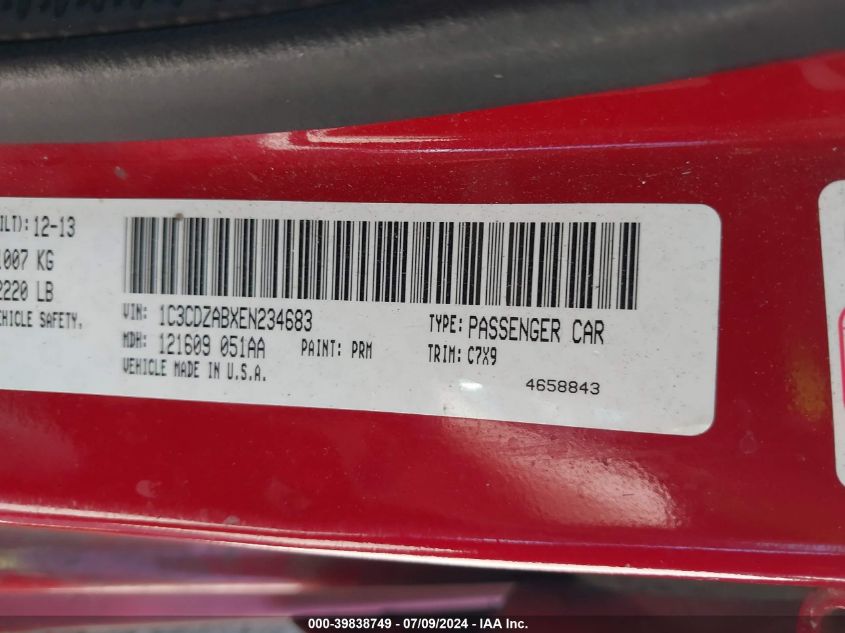 ILT): 12-13
1007 KG
2220 LB
EHICLE SAFETY.
VIN: 1C3CDZABXEN234683
TYPE: PASSENGER CAR
MDH: 121609 051AA
PAINT: PRM
TRIM: C7X9
VEHICLE MADE IN U.S.A.
4658843
000-39838749 / 07/09/2024 - IAA Inc.